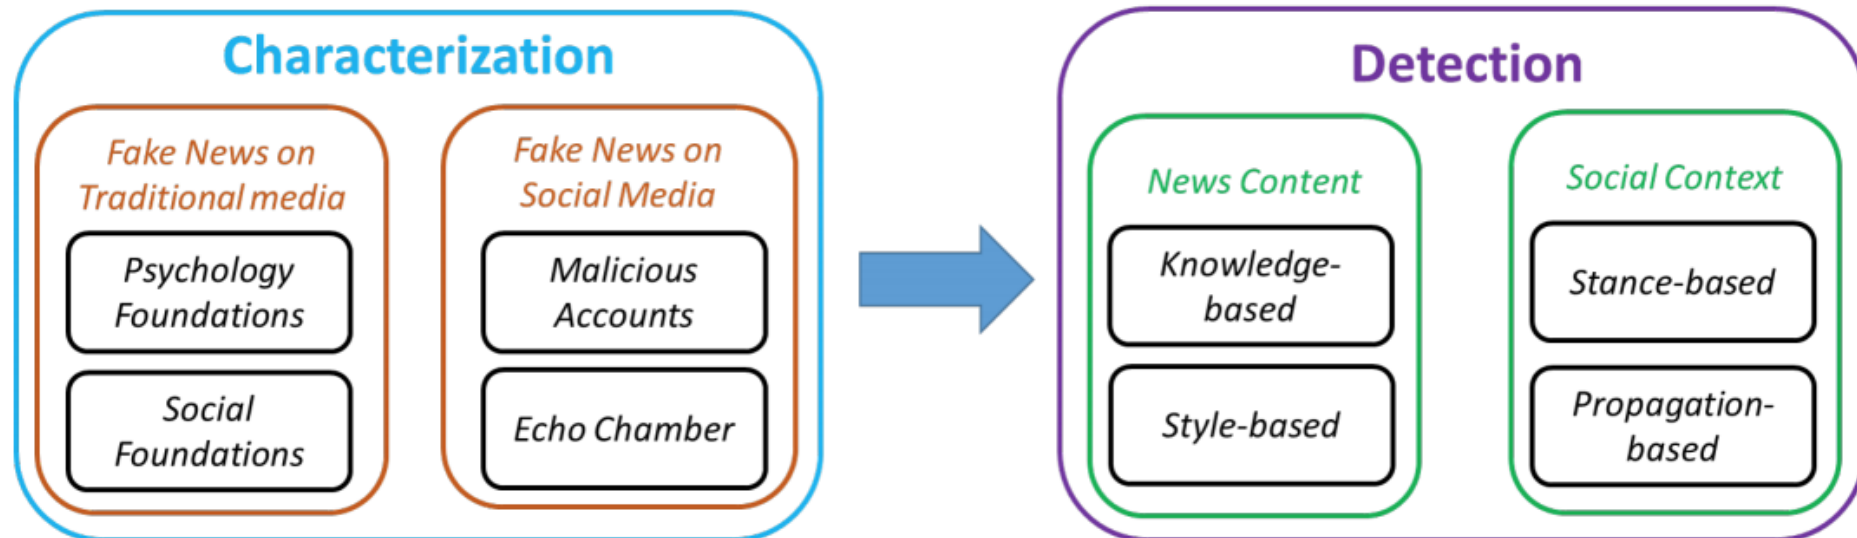 Characterization
Fake News on
Traditional media
Psychology
Foundations
Social
Foundations
Fake News on
Social Media
Malicious
Accounts
Echo Chamber
Detection
News Content
Knowledge-
based
Style-based
Social Context
Stance-based
Propagation-
based